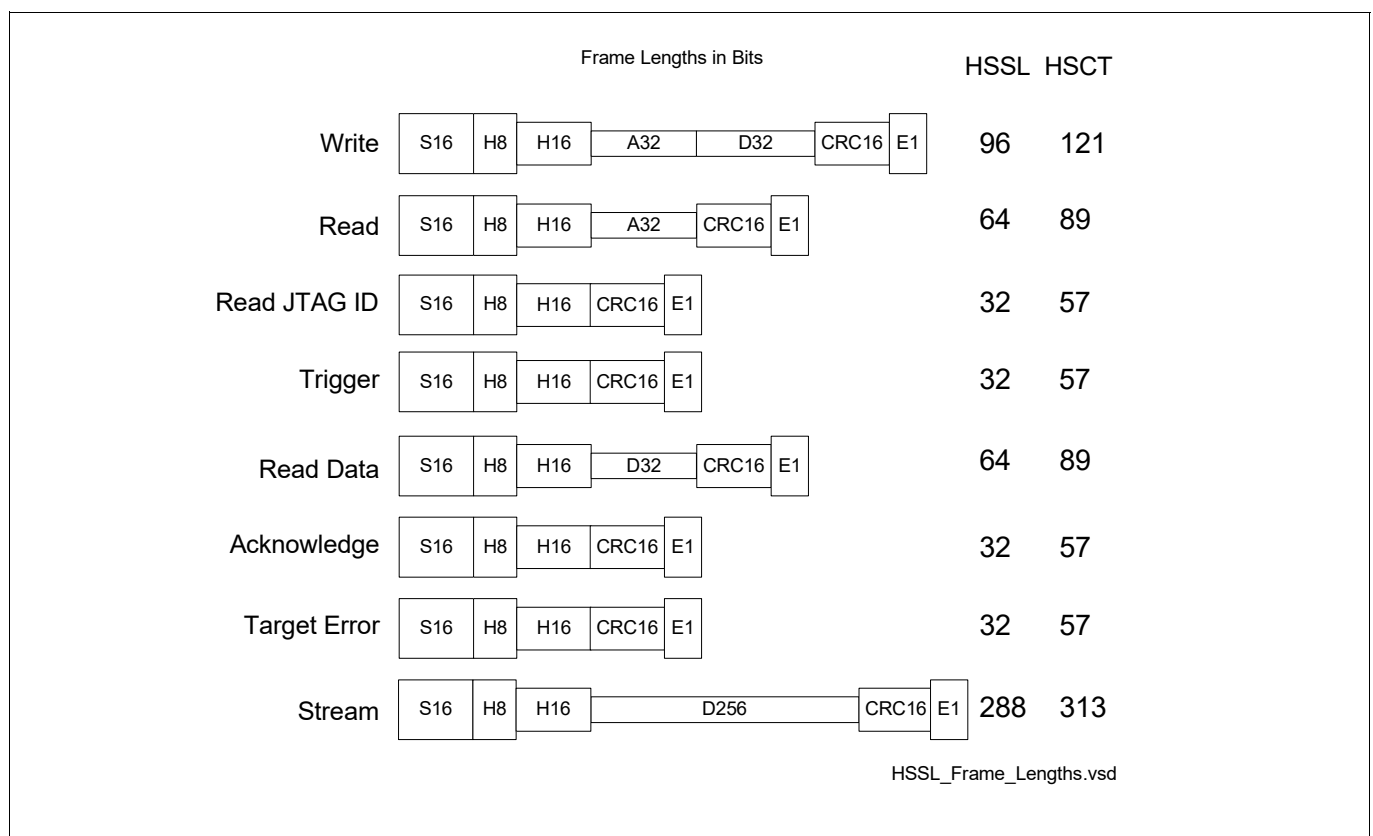 Frame Lengths in Bits HSSL HSCT
Write S16 H8 H16 A32 D32 CRC16 E1 96 121
Read S16 H8 H16 A32 CRC16 E1 64 89
Read JTAG ID S16 H8 H16 CRC16 E1 32 57
Trigger S16 H8 H16 CRC16 E1 32 57
Read Data S16 H8 H16 D32 CRC16 E1 64 89
Acknowledge S16 H8 H16 CRC16 E1 32 57
Target Error S16 H8 H16 CRC16 E1 32 57
Stream S16 H8 H16 D256 CRC16 E1 288 313
HSSL_Frame_Lengths.vsd